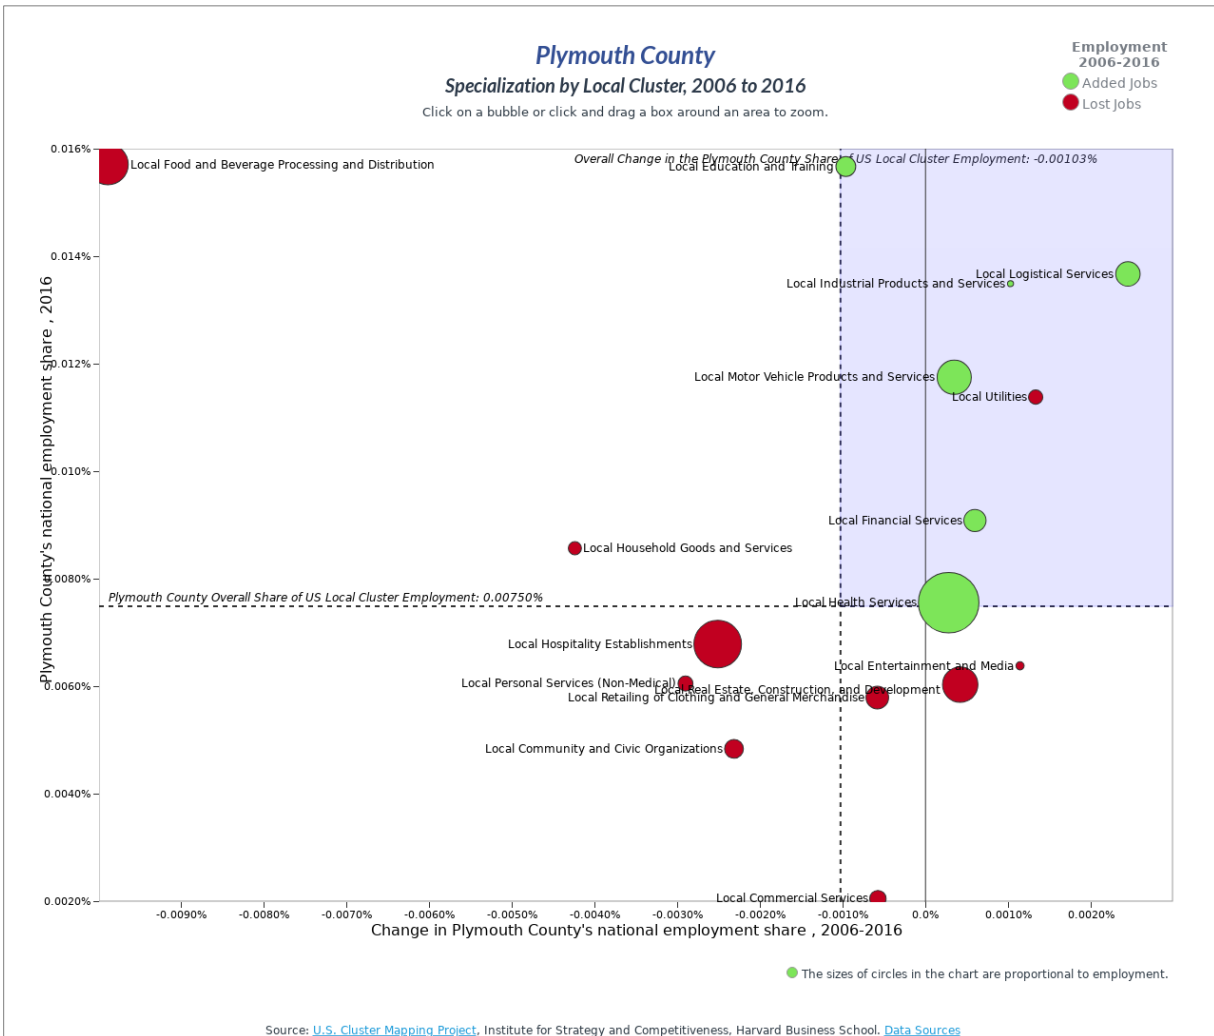 Plymouth County
Specialization by Local Cluster, 2006 to 2016
Click on a bubble or click and drag a box around an area to zoom.
Employment
2006-2016
Added Jobs
Lost Jobs
Overall Change in the Plymouth County Share of US Local Cluster Employment: -0.00103%
Local Food and Beverage Processing and Distribution
Local Education and Training
Local Logistical Services
Local Industrial Products and Services
Local Motor Vehicle Products and Services
Local Utilities
Local Financial Services
Local Household Goods and Services
Plymouth County Overall Share of US Local Cluster Employment: 0.00750%
Local Health Services
Local Hospitality Establishments
Local Entertainment and Media
Local Personal Services (Non-Medical)
Local Real Estate, Construction, and Development
Local Retailing of Clothing and General Merchandise
Local Community and Civic Organizations
Local Commercial Services
0.016%
0.014%
0.012%
0.010%
0.0080%
0.0060%
0.0040%
0.0020%
Plymouth County's national employment share , 2016
-0.0090%
-0.0080%
-0.0070%
-0.0060%
-0.0050%
-0.0040%
-0.0030%
-0.0020%
-0.0010%
0.0%
0.0010%
0.0020%
Change in Plymouth County's national employment share , 2006-2016
The sizes of circles in the chart are proportional to employment.
Source: U.S. Cluster Mapping Project, Institute for Strategy and Competitiveness, Harvard Business School. Data Sources